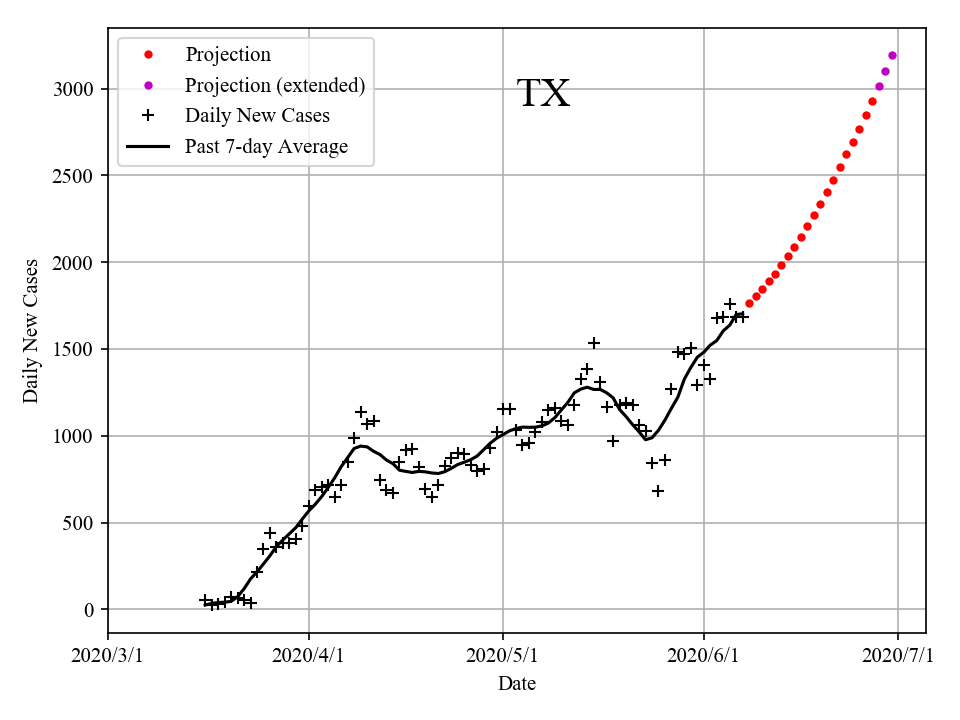 Projection
Projection (extended)
Daily New Cases
Past 7-day Average
TX
3000
2500
2000
1500
1000
500
0
Daily New Cases
2020/3/1
2020/4/1
2020/5/1
2020/6/1
2020/7/1
Date